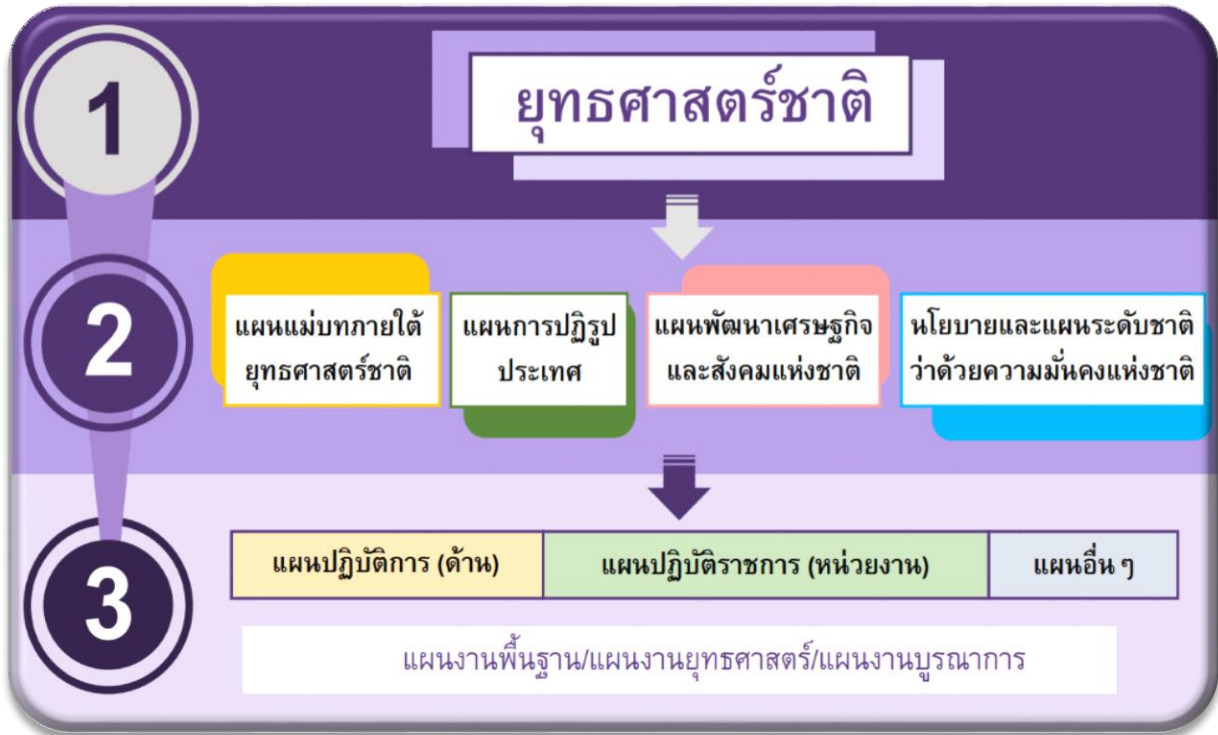 1
ยุทธศาสตร์ชาติ
2
แผนแม่บทภายใต้
ยุทธศาสตร์ชาติ
แผนการปฏิรูป
ประเทศ
แผนพัฒนาเศรษฐกิจ
และสังคมแห่งชาติ
นโยบายและแผนระดับชาติ
ว่าด้วยความมั่นคงแห่งชาติ
3
แผนปฏิบัติการ (ด้าน)
แผนปฏิบัติราชการ (หน่วยงาน)
แผนอื่น ๆ
แผนงานพื้นฐาน/แผนงานยุทธศาสตร์/แผนงานบูรณาการ